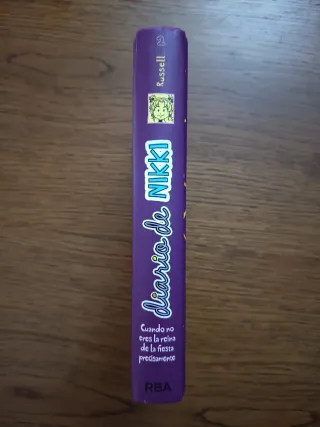 2
Russell
diario de NIKKI
Cuando no
eres la reina
de la fiesta
precisamente
RBA